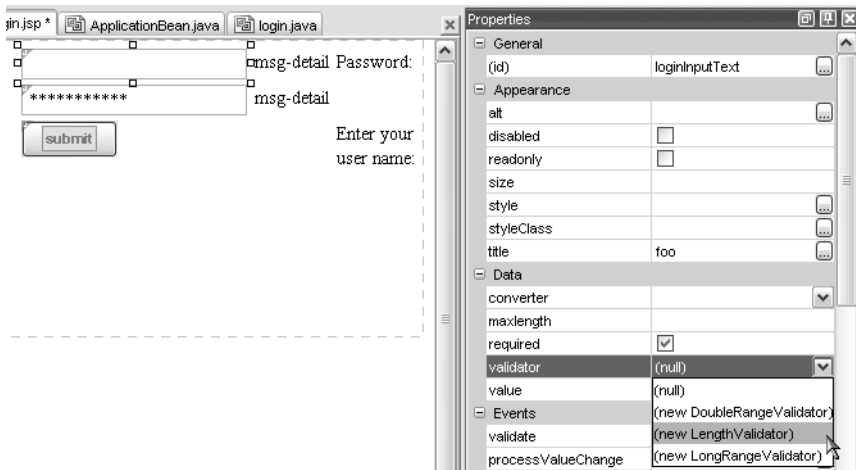 gin.jsp * ApplicationBean.java login.java
msg-detail Password:
*********** msg-detail
submit
Enter your
user name:
Properties
General
(id) loginInputText ...
Appearance
alt ...
disabled
readonly
size
style ...
styleClass ...
title foo ...
Data
converter
maxlength
required
validator (null)
value (null)
(new DoubleRangeValidator)
Events
(new LengthValidator)
validate
(new LongRangeValidator)
processValueChange